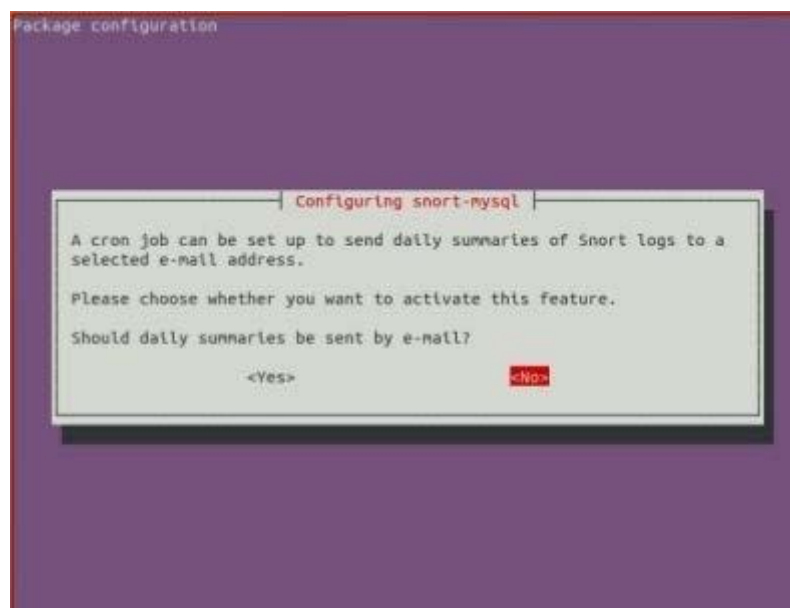 Package configuration
Configuring snort-mysql
A cron job can be set up to send daily summaries of Snort logs to a
selected e-mail address.
Please choose whether you want to activate this feature.
Should daily summaries be sent by e-mail?
<Yes> <No>